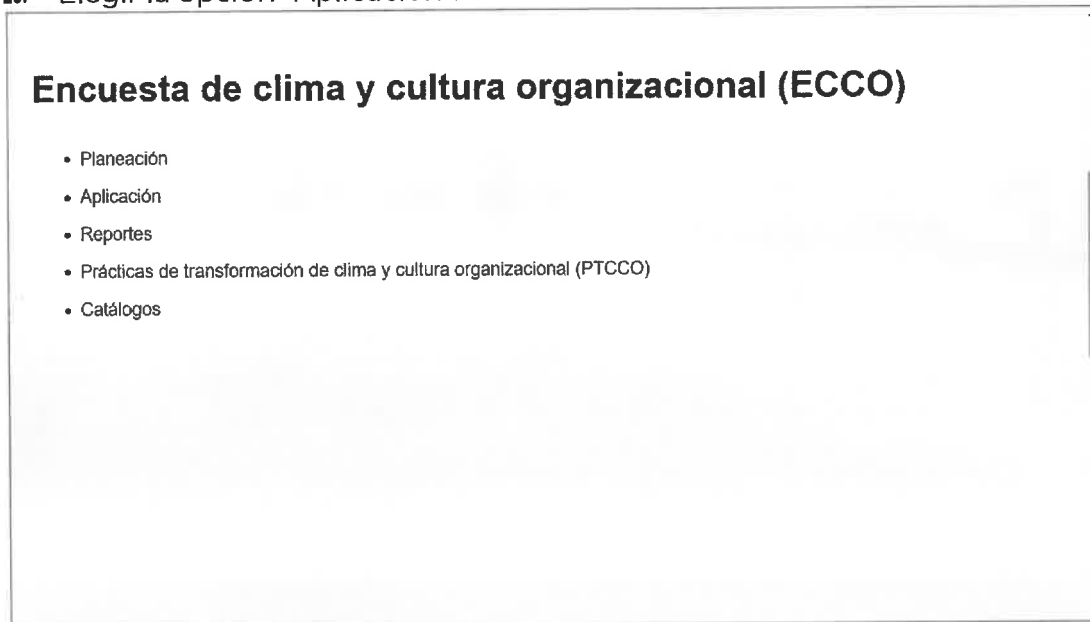 Encuesta de clima y cultura organizacional (ECCO)
• Planeación
• Aplicación
• Reportes
• Prácticas de transformación de clima y cultura organizacional (PTCCO)
• Catálogos